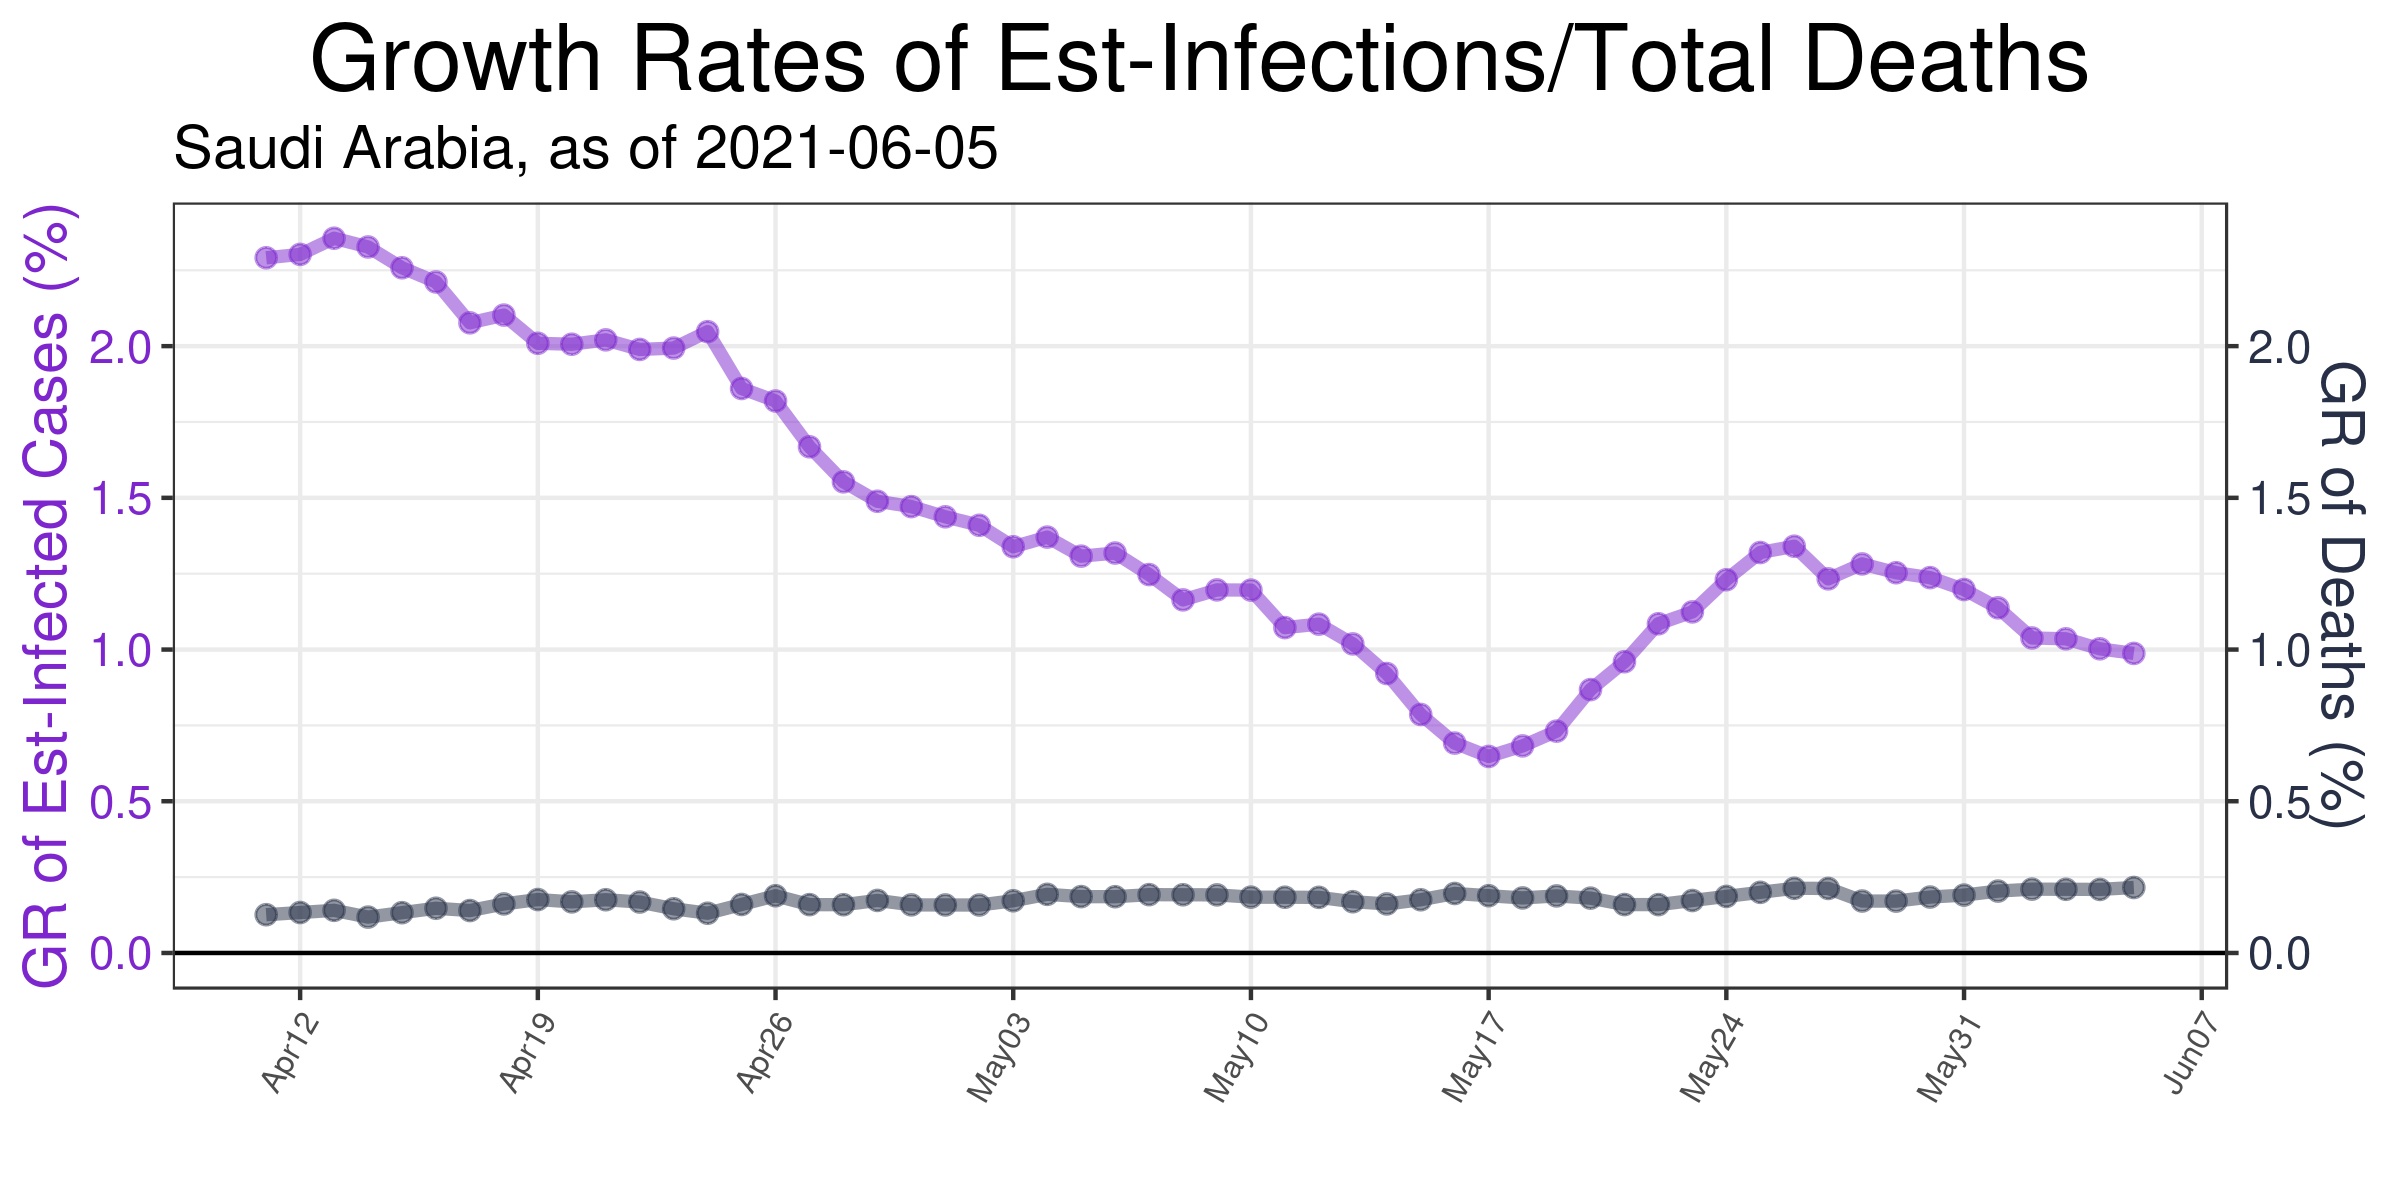 Growth Rates of Est-Infections/Total Deaths
Saudi Arabia, as of 2021-06-05
GR of Est-Infected Cases (%)
2.0
1.5
1.0
0.5
0.0
2.0
1.5
1.0
0.5
0.0
GR of Deaths (%)
Apr12
Apr19
Apr26
May03
May10
May17
May24
May31
Jun07